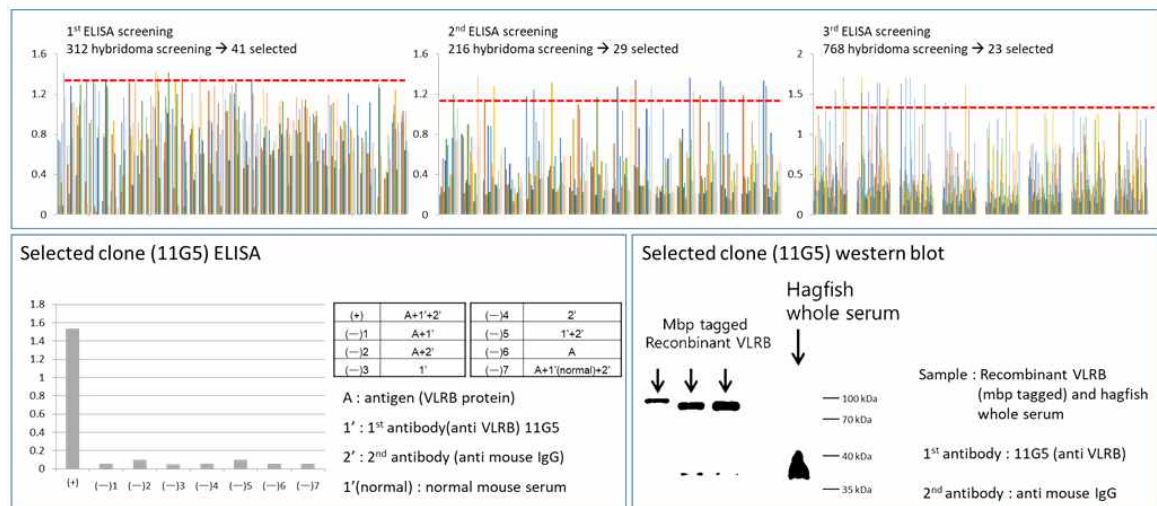 1st ELISA screening
312 hybridoma screening → 41 selected
1.6
1.2
0.8
0.4
0
2nd ELISA screening
216 hybridoma screening → 29 selected
1.6
1.2
0.8
0.4
0
3rd ELISA screening
768 hybridoma screening → 23 selected
2
1.5
1
0.5
0
Selected clone (11G5) ELISA
1.8
1.6
1.4
1.2
1
0.8
0.6
0.4
0.2
0
(+) (—)1 (—)2 (—)3 (—)4 (—)5 (—)6 (—)7
(+) A+1'+2' (—)4 2'
(—)1 A+1' (—)5 1'+2'
(—)2 A+2' (—)6 A
(—)3 1' (—)7 A+1'(normal)+2'
A : antigen (VLRB protein)
1' : 1st antibody(anti VLRB) 11G5
2' : 2nd antibody (anti mouse IgG)
1'(normal) : normal mouse serum
Selected clone (11G5) western blot
Hagfish
whole serum
Mbp tagged
Recombinant VLRB
100 kDa
70 kDa
40 kDa
35 kDa
Sample : Recombinant VLRB
(mbp tagged) and hagfish
whole serum
1st antibody : 11G5 (anti VLRB)
2nd antibody : anti mouse IgG